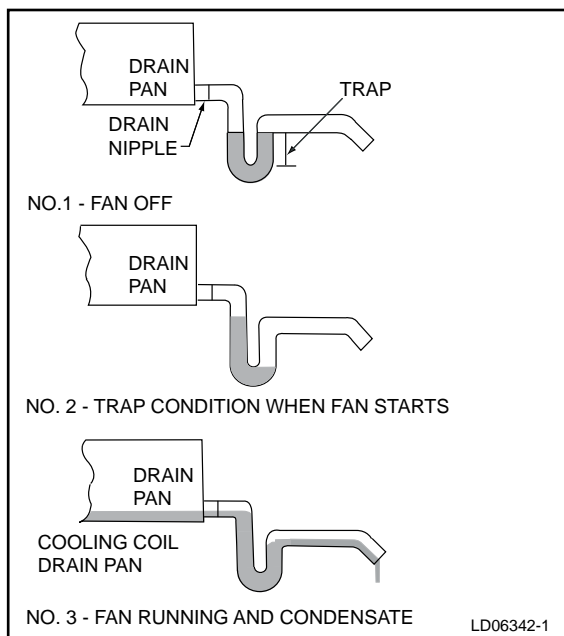 DRAIN
PAN
TRAP
DRAIN
NIPPLE
NO.1 - FAN OFF
DRAIN
PAN
NO. 2 - TRAP CONDITION WHEN FAN STARTS
DRAIN
PAN
COOLING COIL
DRAIN PAN
NO. 3 - FAN RUNNING AND CONDENSATE
LD06342-1